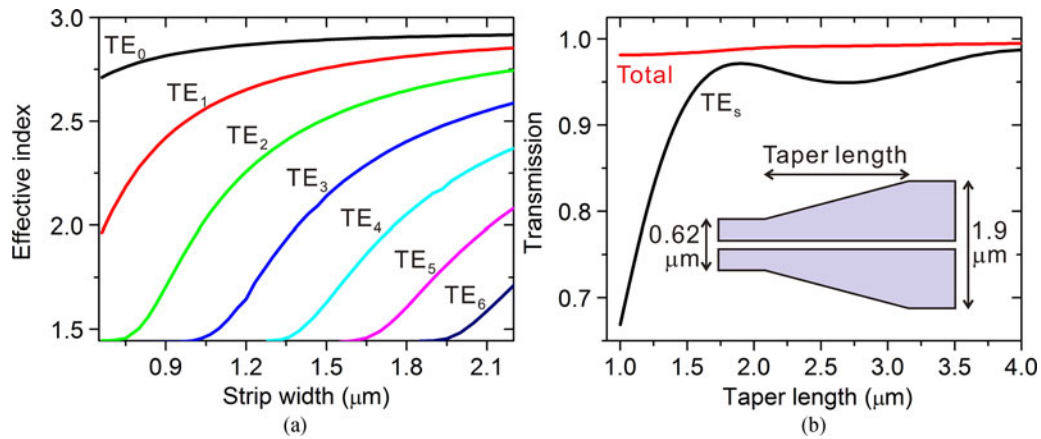 (a)
3.0
2.5
2.0
1.5
Effective index
TE0
TE1
TE2
TE3
TE4
TE5
TE6
0.9 1.2 1.5 1.8 2.1
Strip width (μm)
(a)
(b)
1.0
0.9
0.8
0.7
Transmission
Total
TEs
Taper length
0.62
μm
1.9
μm
1.0 1.5 2.0 2.5 3.0 3.5 4.0
Taper length (μm)
(b)